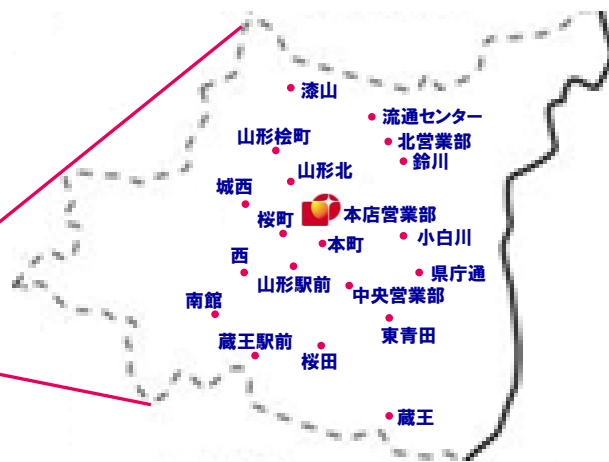 漆山
流通センター
山形桧町
北営業部
鈴川
山形北
城西
桜町
本店営業部
本町
小白川
西
山形駅前
中央営業部
県庁通
南館
東青田
蔵王駅前
桜田
蔵王